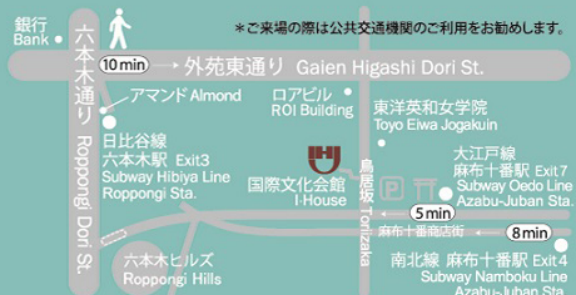 銀行
Bank
六本木通り Roppongi Dori St.
＊ご来場の際は公共交通機関のご利用をお勧めします。
10 min
外苑東通り Gaien Higashi Dori St.
アマンド Almond
ロアビル
ROI Building
東洋英和女学院
Toyo Eiwa Jogakuin
日比谷線
六本木駅 Exit3
Subway Hibiya Line
Roppongi Sta.
国際文化会館
I-House
鳥居坂 Toriizaka
P
大江戸線
麻布十番駅 Exit 7
Subway Oedo Line
Azabu-Juban Sta.
5 min
麻布十番商店街
8 min
六本木ヒルズ
Roppongi Hills
南北線 麻布十番駅 Exit 4
Subway Namboku Line
Azabu-Juban Sta.